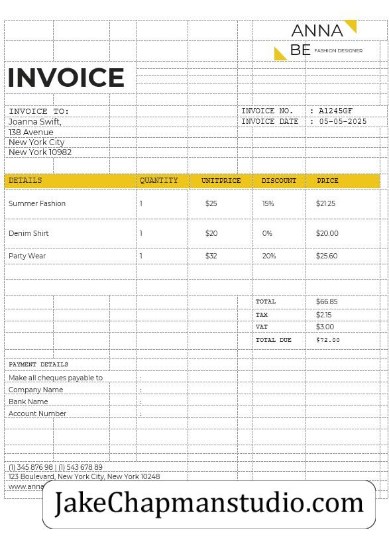 ANNA
BE FASHION DESIGNER
INVOICE
INVOICE TO:
Joanna Swift,
138 Avenue
New York City
New York 10982
INVOICE NO. : A1245GF
INVOICE DATE : 05-05-2025
DETAILS QUANTITY UNITPRICE DISCOUNT PRICE
Summer Fashion 1 $25 15% $21.25
Denim Shirt 1 $20 0% $20.00
Party Wear 1 $32 20% $25.60
TOTAL $66.85
TAX $2.15
VAT $3.00
TOTAL DUE $72.00
PAYMENT DETAILS
Make all cheques payable to :
Company Name :
Bank Name :
Account Number :
(1) 345 876 98 | (1) 543 678 89
123 Boulevard, New York City, New York 10248
JakeChapmanstudio.com